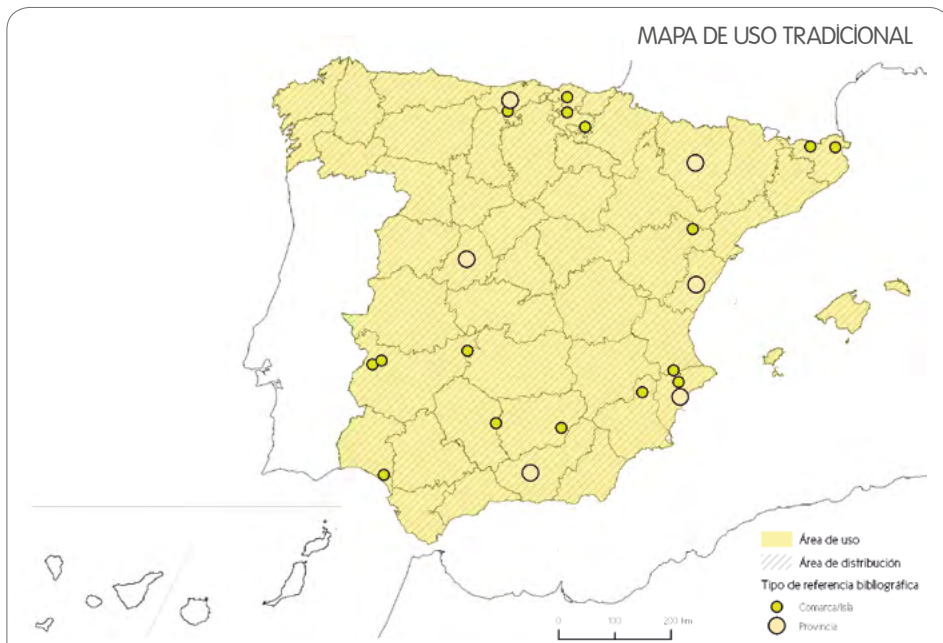 MAPA DE USO TRADICIONAL
Área de uso
Área de distribución
Tipo de referencia bibliográfica
Comarca/Isla
Provincia
0 100 200 km